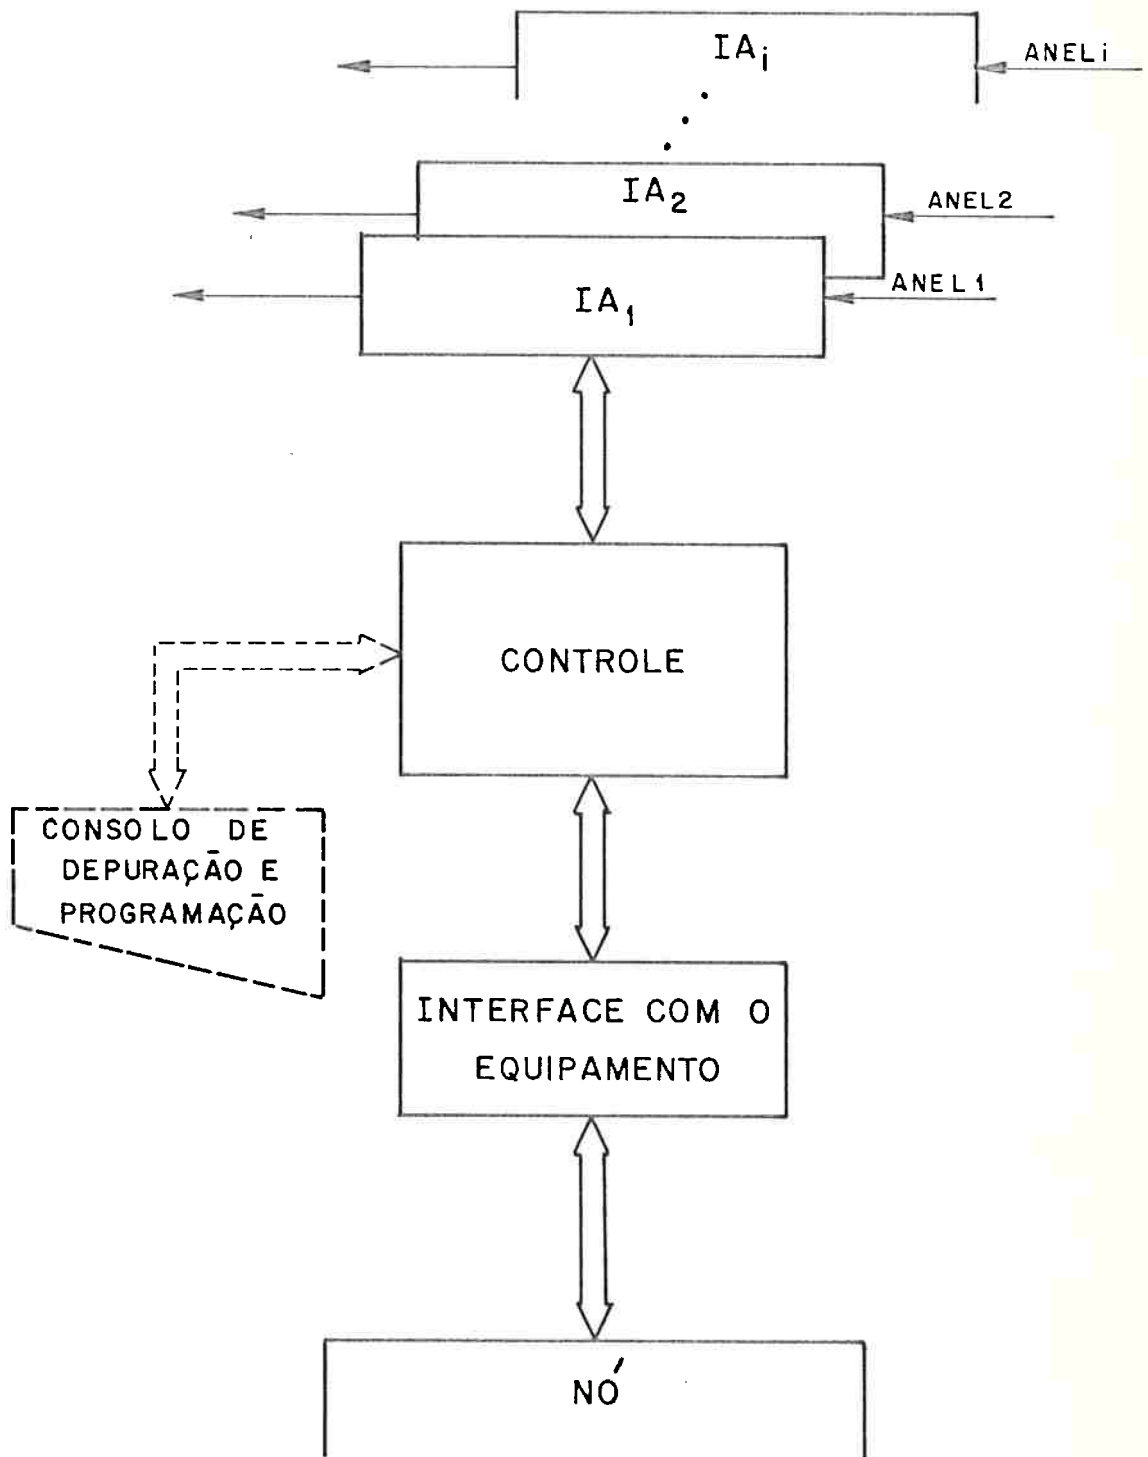 IAi
ANELi
IA2
ANEL2
ANEL1
IA1
CONTROLE
CONSOLO DE
DEPURAÇÃO E
PROGRAMAÇÃO
INTERFACE COM O
EQUIPAMENTO
NÓ